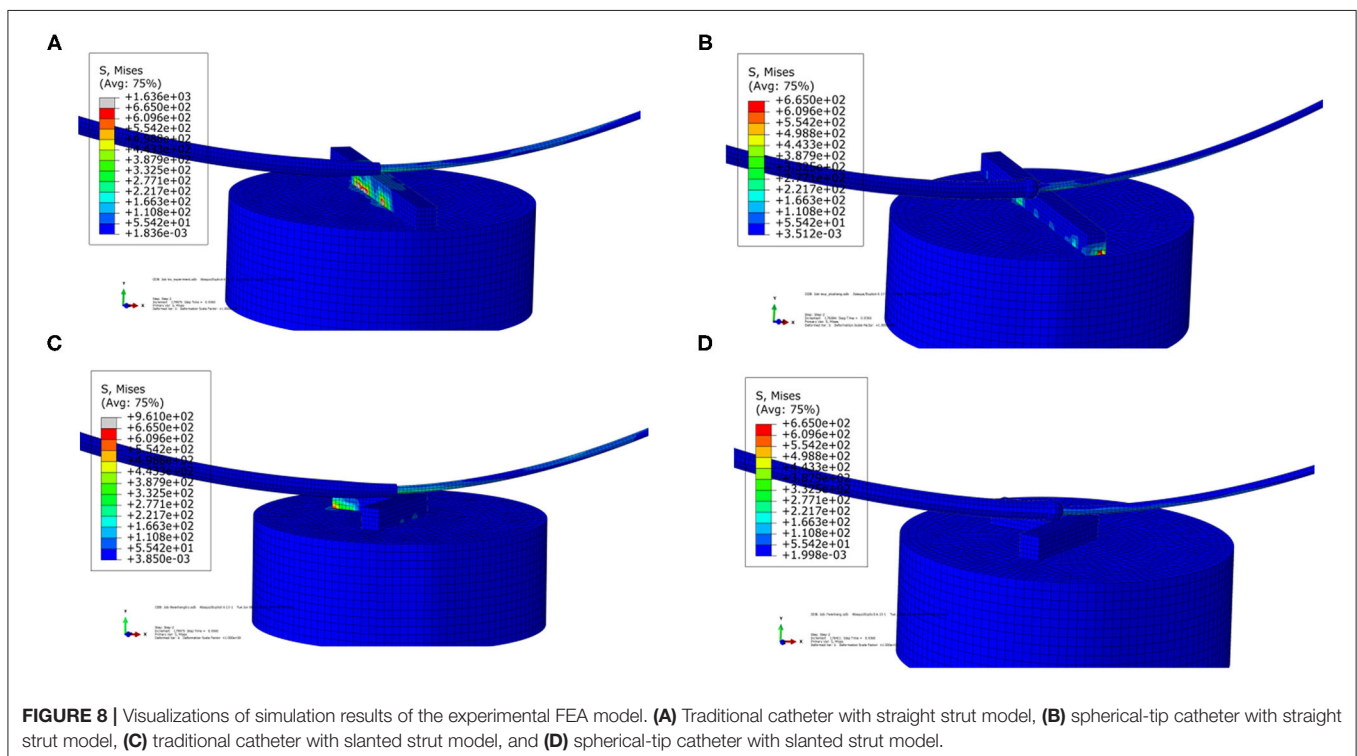 A
S, Mises
(Avg: 75%)
+1.636e+03
+6.650e+02
+6.096e+02
+5.542e+02
+4.433e+02
+3.879e+02
+3.325e+02
+2.771e+02
+2.217e+02
+1.663e+02
+1.108e+02
+5.542e+01
+1.836e-03
Y
X
B
S, Mises
(Avg: 75%)
+6.650e+02
+6.096e+02
+5.542e+02
+4.988e+02
+4.433e+02
+3.879e+02
+2.771e+02
+2.217e+02
+1.663e+02
+1.108e+02
+5.542e+01
+3.512e-03
Y
X
C
S, Mises
(Avg: 75%)
+9.610e+02
+6.650e+02
+6.096e+02
+3.879e+02
+3.325e+02
+2.771e+02
+2.217e+02
+1.663e+02
+1.108e+02
+5.542e+01
+3.850e-03
Y
X
D
S, Mises
(Avg: 75%)
+6.650e+02
+6.096e+02
+5.542e+02
+4.988e+02
+4.433e+02
+2.771e+02
+2.217e+02
+1.663e+02
+1.108e+02
+5.542e+01
+1.998e-03
Y
X
FIGURE 8 | Visualizations of simulation results of the experimental FEA model. (A) Traditional catheter with straight strut model, (B) spherical-tip catheter with straight
strut model, (C) traditional catheter with slanted strut model, and (D) spherical-tip catheter with slanted strut model.